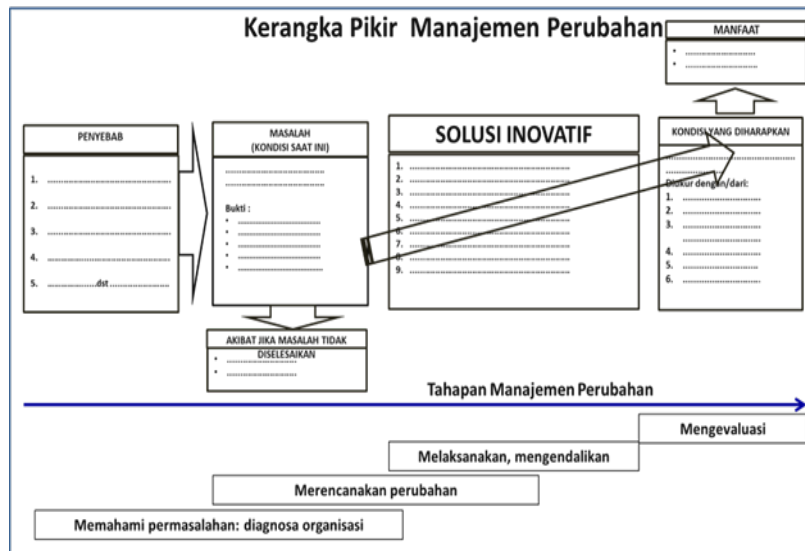 Kerangka Pikir Manajemen Perubahan
MANFAAT
• ............................
• ............................
PENYEBAB
1. ...............................................
2. ...............................................
3. ...............................................
4. ...............................................
5. ...................dst.......................
MASALAH
(KONDISI SAAT INI)
......................................
......................................
Bukti :
• ................................
• ................................
• ................................
• ................................
• ................................
AKIBAT JIKA MASALAH TIDAK
DISELESAIKAN
• ............................
• ............................
SOLUSI INOVATIF
1. ..............................................................
2. ..............................................................
3. ..............................................................
4. ..............................................................
5. ..............................................................
6. ..............................................................
7. ..............................................................
8. ..............................................................
9. ..............................................................
KONDISI YANG DIHARAPKAN
..................................................
..............
Diukur dengan/dari:
1. ..............................
2. ..............................
3. ..............................
..............................
4. ..............................
5. ..............................
6. ..............................
Tahapan Manajemen Perubahan
Mengevaluasi
Melaksanakan, mengendalikan
Merencanakan perubahan
Memahami permasalahan: diagnosa organisasi